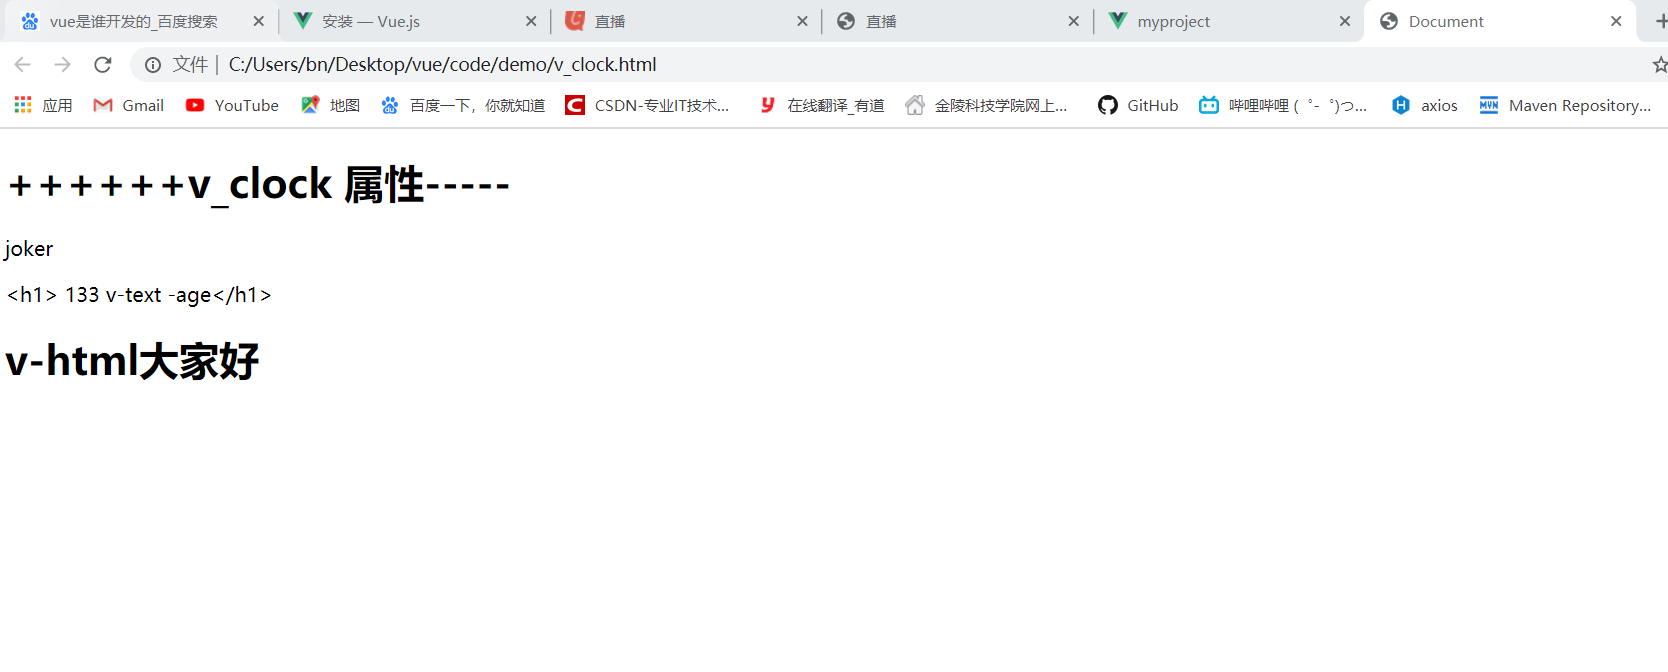 vue是谁开发的_百度搜索 安装 — Vue.js 直播 直播 myproject Document
文件 | C:/Users/bn/Desktop/vue/code/demo/v_clock.html
应用 Gmail YouTube 地图 百度一下，你就知道 CSDN-专业IT技术... 在线翻译_有道 金陵科技学院网上... GitHub 哔哩哔哩 ( ゜- ゜)つ... axios Maven Repository...
++++++v_clock 属性-----
joker
<h1> 133 v-text -age</h1>
v-html大家好